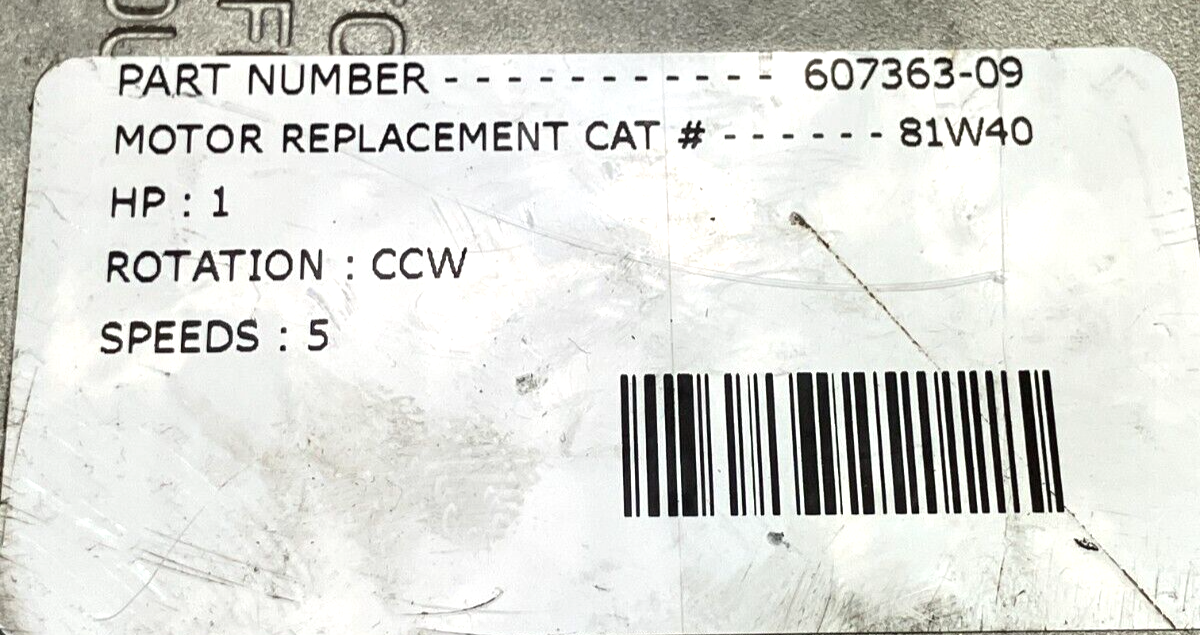 PART NUMBER - - - - - - - - - - - 607363-09
MOTOR REPLACEMENT CAT # - - - - - - 81W40
HP : 1
ROTATION : CCW
SPEEDS : 5